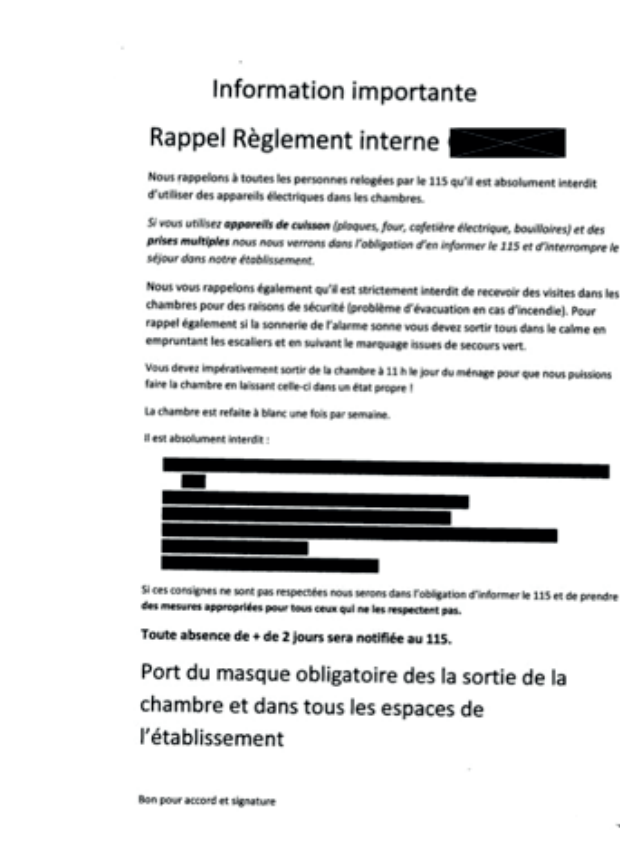 Information importante
Rappel Règlement interne
Nous rappelons à toutes les personnes relogées par le 115 qu'il est absolument interdit
d'utiliser des appareils électriques dans les chambres.
Si vous utilisez appareils de cuisson (plaques, four, cafetière électrique, bouilloires) et des
prises multiples nous nous verrons dans l'obligation d'en informer le 115 et d'interrompre le
séjour dans notre établissement.
Nous vous rappelons également qu'il est strictement interdit de recevoir des visites dans les
chambres pour des raisons de sécurité (problème d'évacuation en cas d'incendie). Pour
rappel également si la sonnerie de l'alarme sonne vous devez sortir tous dans le calme en
empruntant les escaliers et en suivant le marquage issues de secours vert.
Vous devez impérativement sortir de la chambre à 11 h le jour du ménage pour que nous puissions
faire la chambre en laissant celle-ci dans un état propre !
La chambre est refaite à blanc une fois par semaine.
Il est absolument interdit :
Si ces consignes ne sont pas respectées nous serons dans l'obligation d'informer le 115 et de prendre
des mesures appropriées pour tous ceux qui ne les respectent pas.
Toute absence de + de 2 jours sera notifiée au 115.
Port du masque obligatoire des la sortie de la
chambre et dans tous les espaces de
l'établissement
Bon pour accord et signature